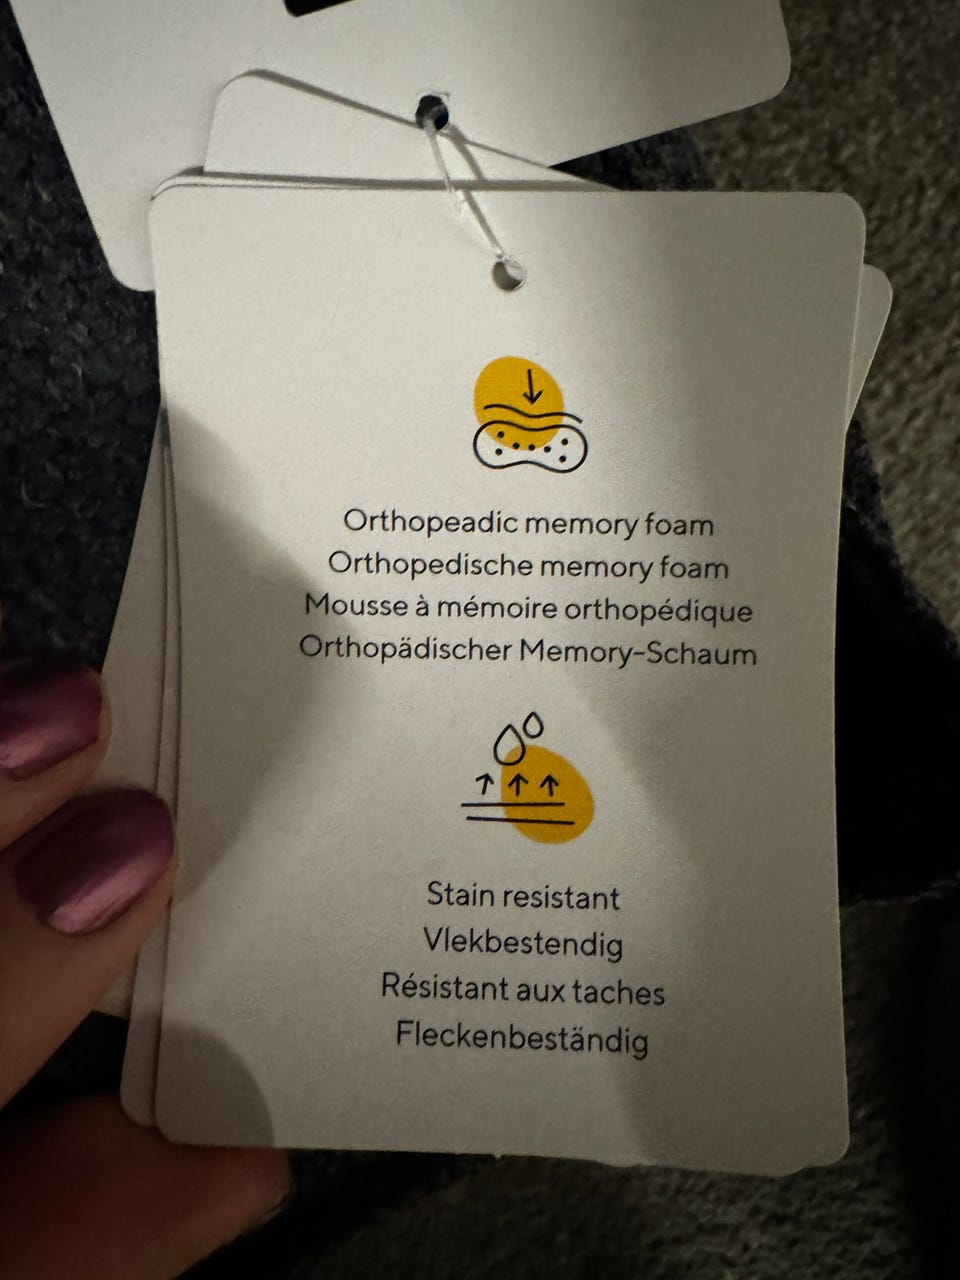 Orthopeadic memory foam
Orthopedische memory foam
Mousse à mémoire orthopédique
Orthopädischer Memory-Schaum
Stain resistant
Vlekbestendig
Résistant aux taches
Fleckenbeständig